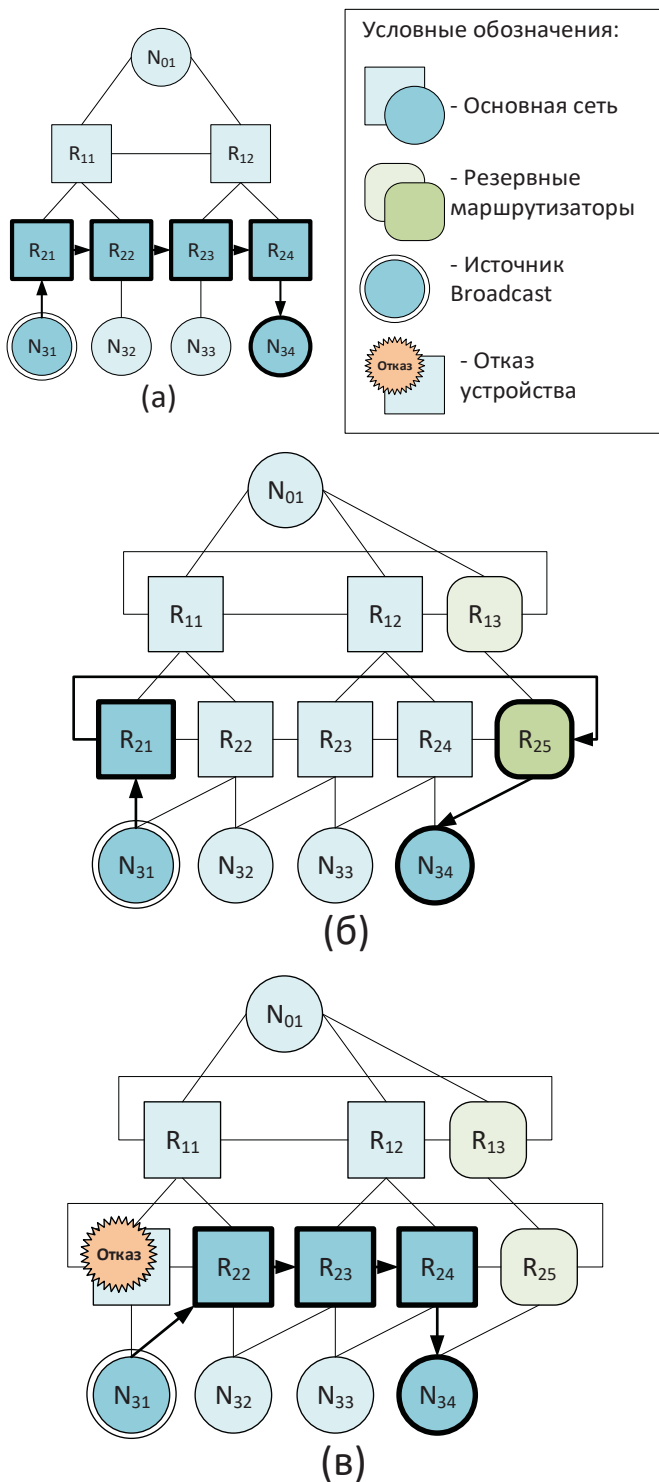 N01
R11 R12
R21 R22 R23 R24
N31 N32 N33 N34
(а)
Условные обозначения:
- Основная сеть
- Резервные
маршрутизаторы
- Источник
Broadcast
Отказ
- Отказ
устройства
N01
R11 R12 R13
R21 R22 R23 R24 R25
N31 N32 N33 N34
(б)
N01
R11 R12 R13
Отказ R22 R23 R24 R25
N31 N32 N33 N34
(в)